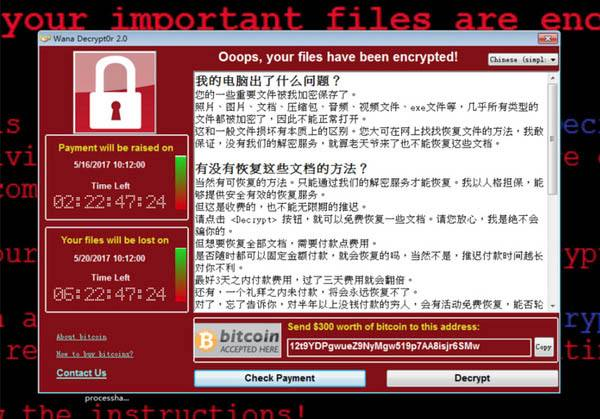 your important files are enc
Wana Decrypt0r 2.0
Ooops, your files have been encrypted!
Chinese (simpl
Payment will be raised on
5/16/2017 10:12:00
Time Left
02:22:47:24
Your files will be lost on
5/20/2017 10:12:00
Time Left
06:22:47:24
About bitcoin
How to buy bitcoins?
Contact Us
我的电脑出了什么问题？
您的一些重要文件被我加密保存了。
照片、图片、文档、压缩包、音频、视频文件、exe文件等，几乎所有类型的
文件都被加密了，因此不能正常打开。
这和一般文件损坏有本质上的区别。您大可在网上找找恢复文件的方法，我敢
保证，没有我们的解密服务，就算老天爷来了也不能恢复这些文档。
有没有恢复这些文档的方法？
当然有可恢复的方法。只能通过我们的解密服务才能恢复。我以人格担保，能
够提供安全有效的恢复服务。
但这是收费的，也不能无限期的推迟。
请点击 <Decrypt> 按钮，就可以免费恢复一些文档。请您放心，我是绝不会
骗你的。
但想要恢复全部文档，需要付款点费用。
是否随时都可以固定金额付款，就会恢复的吗，当然不是，推迟付款时间越长
对你不利。
最好3天之内付款费用，过了三天费用就会翻倍。
还有，一个礼拜之内未付款，将会永远恢复不了。
对了，忘了告诉你，对半年以上没钱付款的穷人，会有活动免费恢复，能否轮
bitcoin
ACCEPTED HERE
Send $300 worth of bitcoin to this address:
12t9YDPgwueZ9NyMgw519p7AA8isjr6SMw
Copy
Check Payment
Decrypt
processha...
w the instructions!